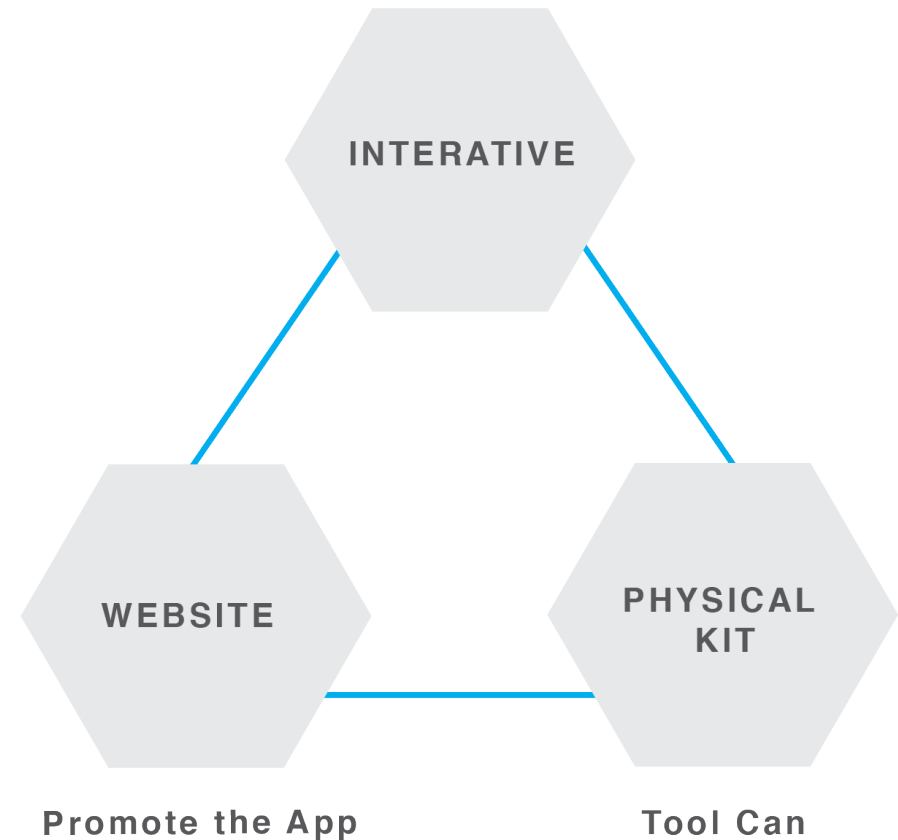 INTERATIVE
WEBSITE
PHYSICAL
KIT
Promote the App
Tool Can